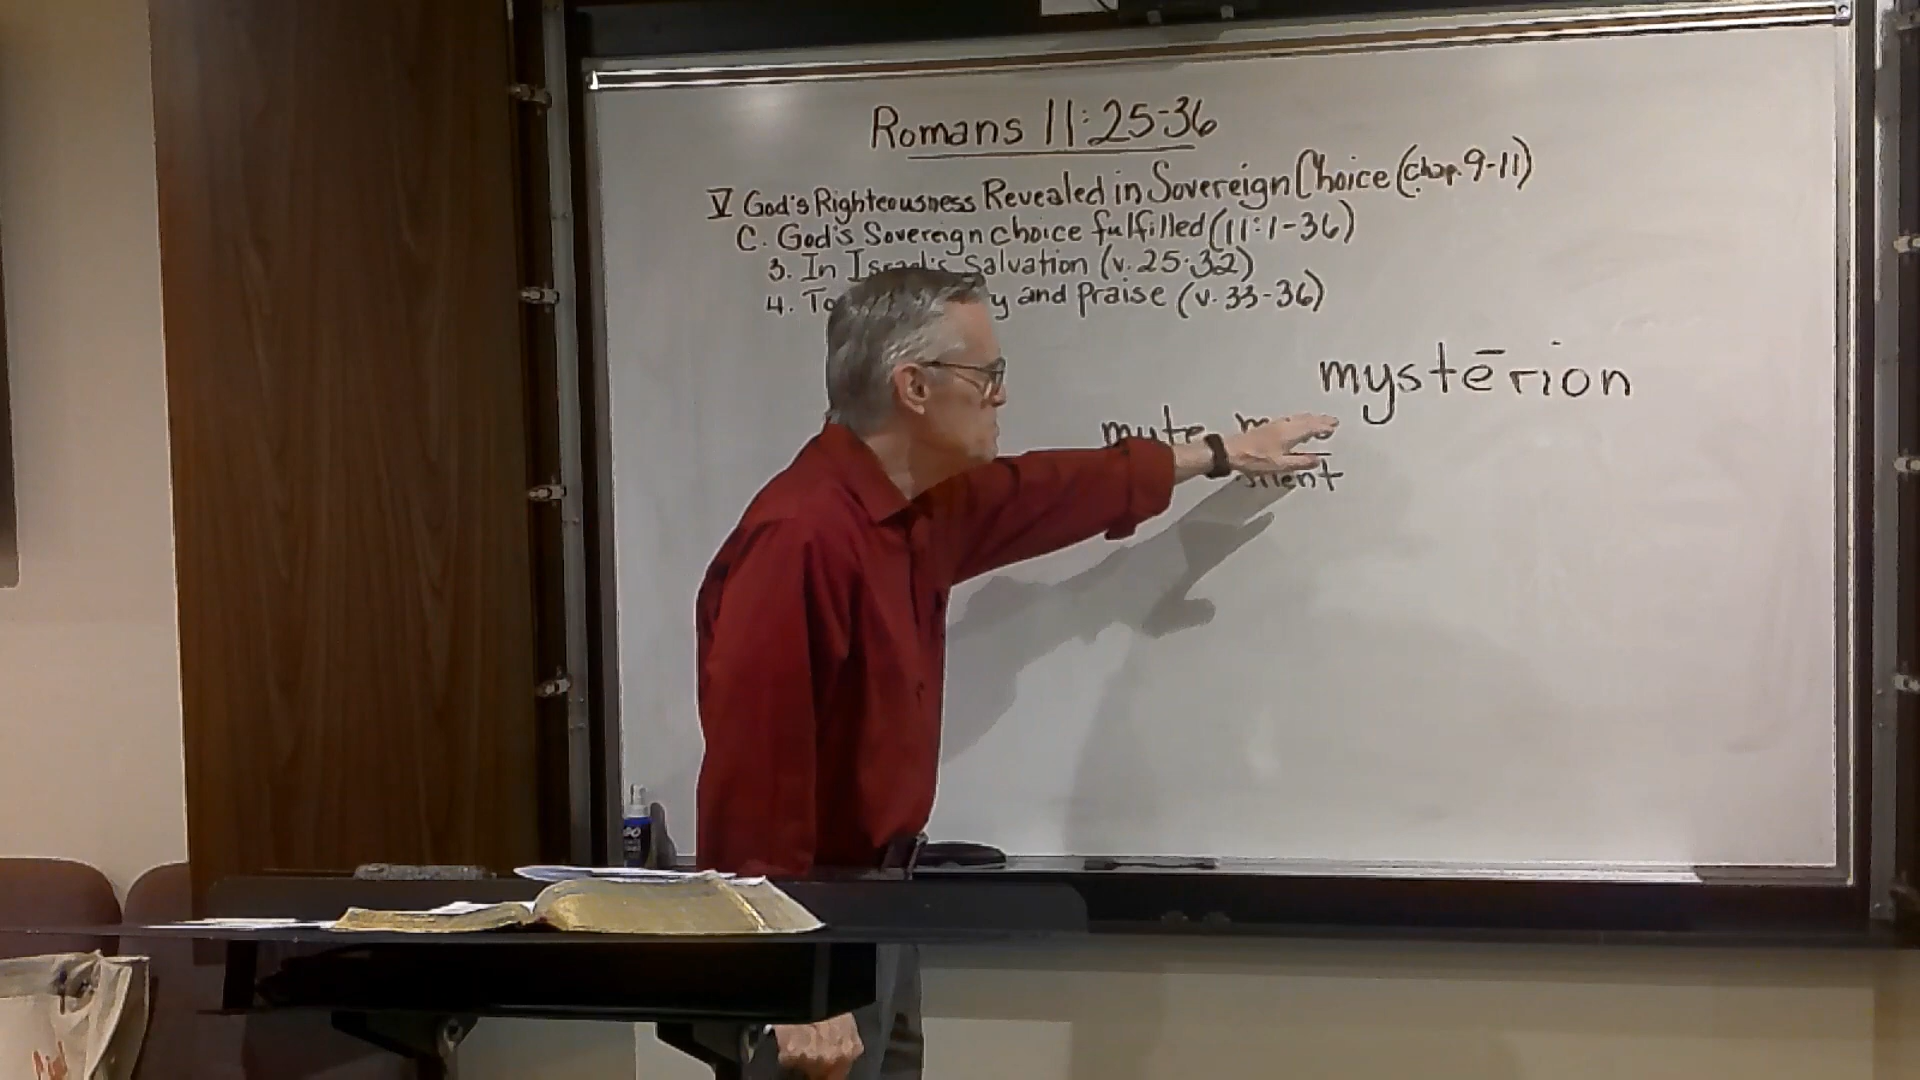 Romans 11:25-36
V God's Righteousness Revealed in Sovereign Choice (chap. 9-11)
C. God's Sovereign choice fulfilled (11:1-36)
3. In Israel's Salvation (v. 25-32)
4. To and Praise (v. 33-36)
mystērion
mute
silent